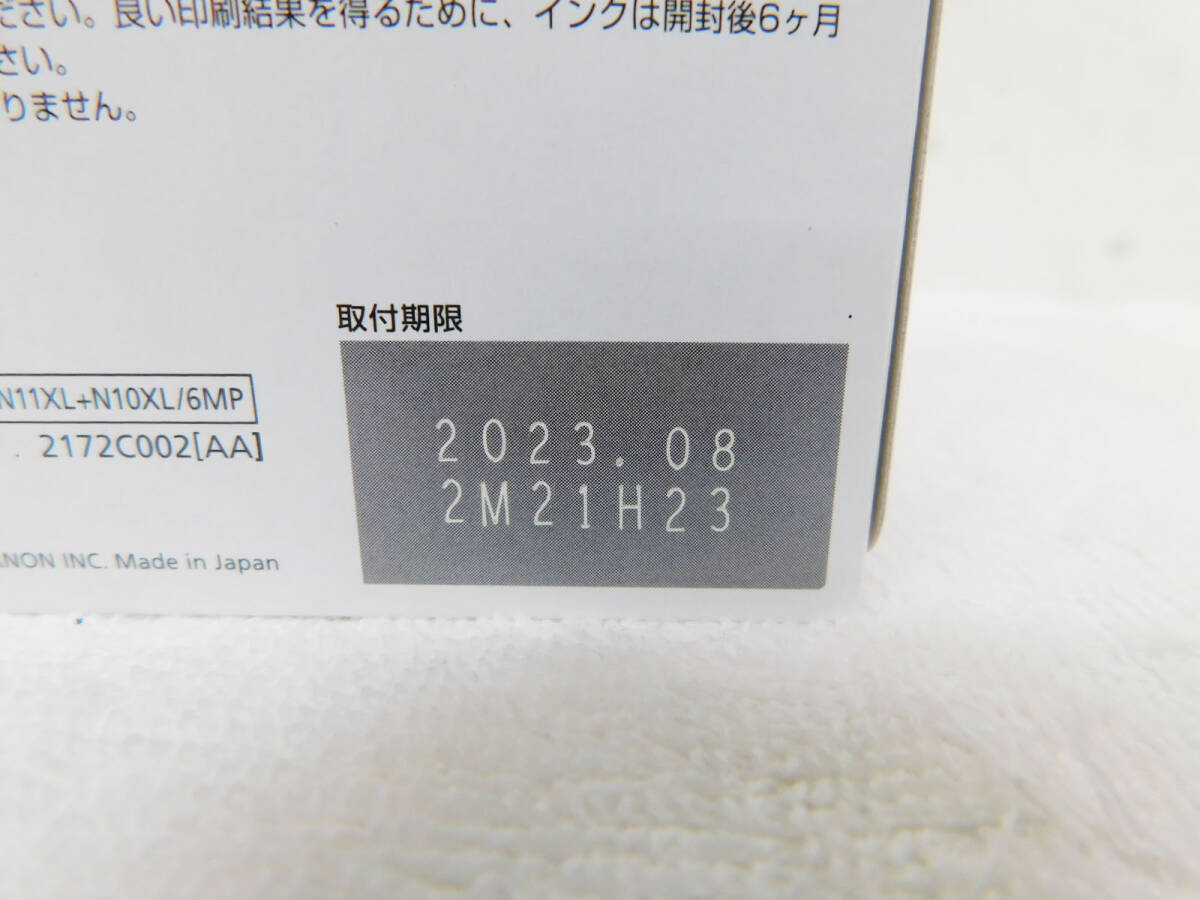 ださい。良い印刷結果を得るために、インクは開封後6ヶ月
さい。
りません。
取付期限
N11XL+N10XL/6MP
2172C002[AA]
2023.08
2M21H23
ANON INC. Made in Japan